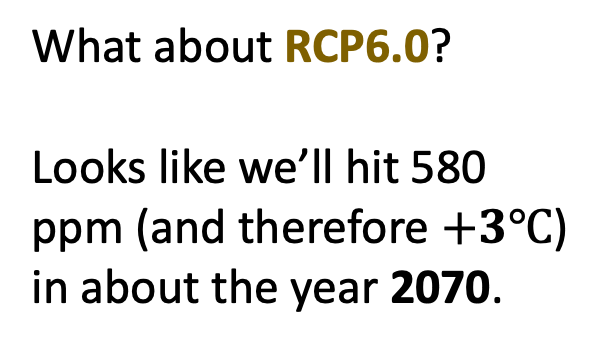 What about RCP6.0?
Looks like we’ll hit 580
ppm (and therefore +3°C)
in about the year 2070.